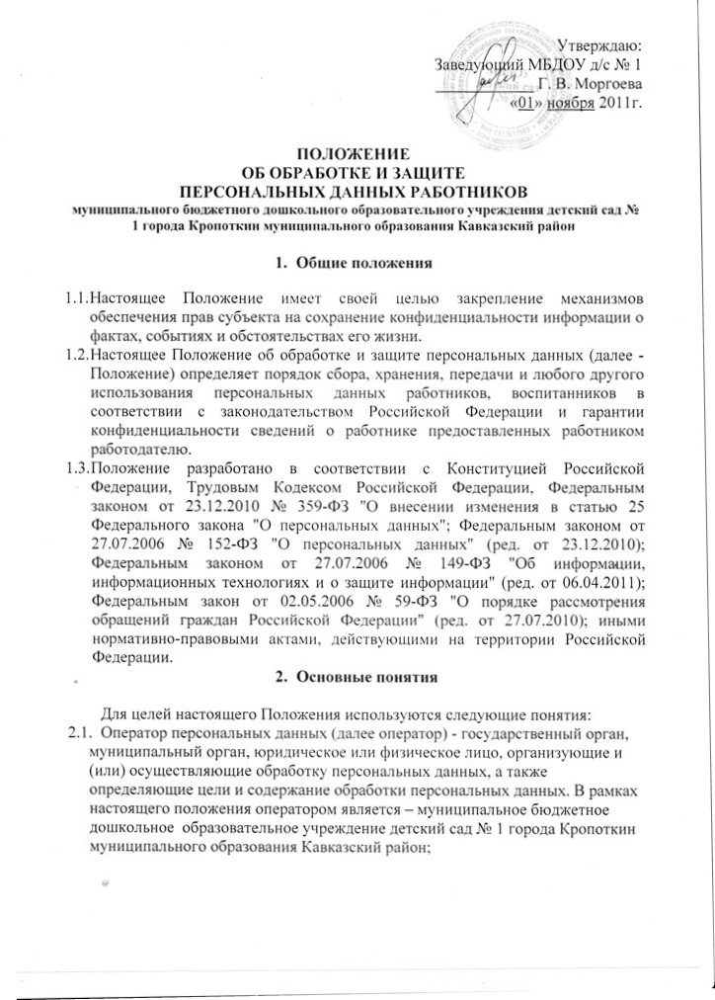 Утверждаю:
Заведующий МБДОУ д/с № 1
____________ Г. В. Моргоева
«01» ноября 2011г.
ПОЛОЖЕНИЕ
ОБ ОБРАБОТКЕ И ЗАЩИТЕ
ПЕРСОНАЛЬНЫХ ДАННЫХ РАБОТНИКОВ
муниципального бюджетного дошкольного образовательного учреждения детский сад №
1 города Кропоткин муниципального образования Кавказский район
1. Общие положения
1.1.Настоящее Положение имеет своей целью закрепление механизмов
обеспечения прав субъекта на сохранение конфиденциальности информации о
фактах, событиях и обстоятельствах его жизни.
1.2.Настоящее Положение об обработке и защите персональных данных (далее -
Положение) определяет порядок сбора, хранения, передачи и любого другого
использования персональных данных работников, воспитанников в
соответствии с законодательством Российской Федерации и гарантии
конфиденциальности сведений о работнике предоставленных работником
работодателю.
1.3.Положение разработано в соответствии с Конституцией Российской
Федерации, Трудовым Кодексом Российской Федерации, Федеральным
законом от 23.12.2010 № 359-ФЗ "О внесении изменения в статью 25
Федерального закона "О персональных данных"; Федеральным законом от
27.07.2006 № 152-ФЗ "О персональных данных" (ред. от 23.12.2010);
Федеральным законом от 27.07.2006 № 149-ФЗ "Об информации,
информационных технологиях и о защите информации" (ред. от 06.04.2011);
Федеральным закон от 02.05.2006 № 59-ФЗ "О порядке рассмотрения
обращений граждан Российской Федерации" (ред. от 27.07.2010); иными
нормативно-правовыми актами, действующими на территории Российской
Федерации.
2. Основные понятия
Для целей настоящего Положения используются следующие понятия:
2.1. Оператор персональных данных (далее оператор) - государственный орган,
муниципальный орган, юридическое или физическое лицо, организующие и
(или) осуществляющие обработку персональных данных, а также
определяющие цели и содержание обработки персональных данных. В рамках
настоящего положения оператором является – муниципальное бюджетное
дошкольное образовательное учреждение детский сад № 1 города Кропоткин
муниципального образования Кавказский район;